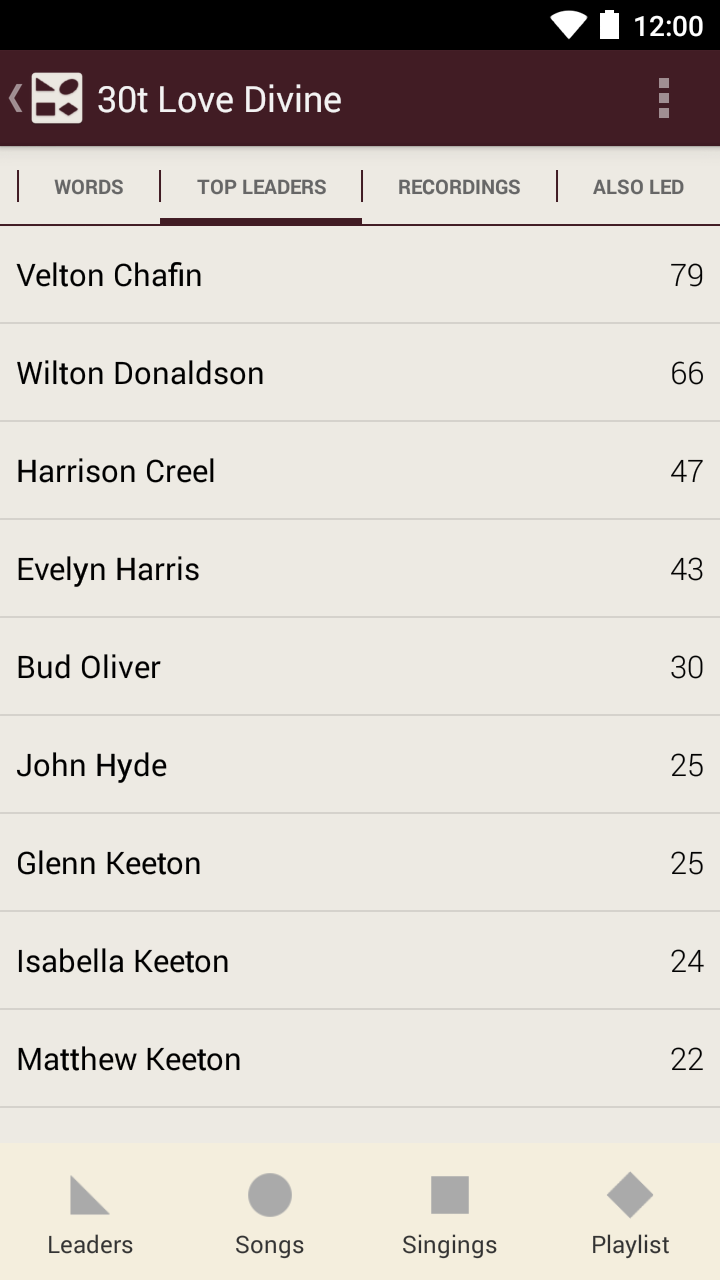 12:00
30t Love Divine
WORDS TOP LEADERS RECORDINGS ALSO LED
Velton Chafin 79
Wilton Donaldson 66
Harrison Creel 47
Evelyn Harris 43
Bud Oliver 30
John Hyde 25
Glenn Keeton 25
Isabella Keeton 24
Matthew Keeton 22
Leaders Songs Singings Playlist